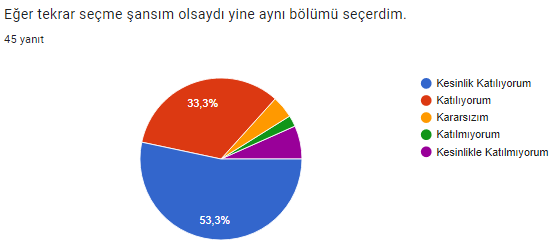 Eğer tekrar seçme şansım olsaydı yine aynı bölümü seçerdim.
45 yanıt
33,3%
53,3%
Kesinlik Katılıyorum
Katılıyorum
Kararsızım
Katılmıyorum
Kesinlikle Katılmıyorum